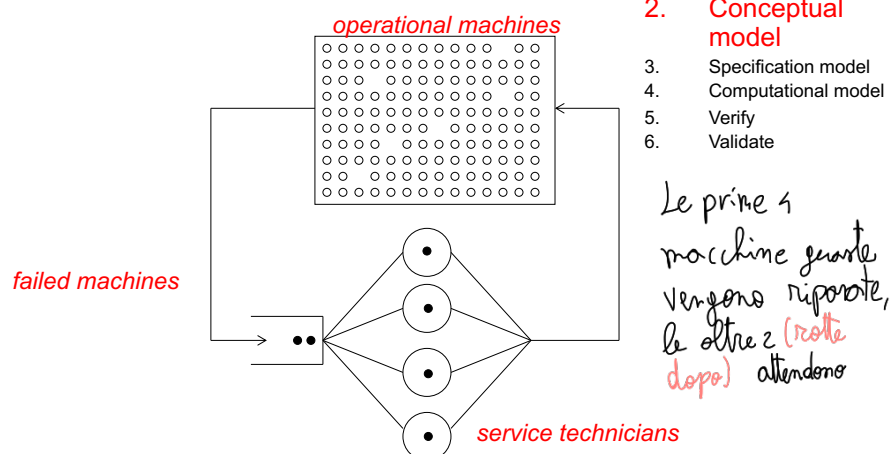 operational machines
2. Conceptual
model
3. Specification model
4. Computational model
5. Verify
6. Validate
Le prime 4
macchine guaste
vengono riparate,
le altre 2 (rotte
dopo) attendono
failed machines
service technicians